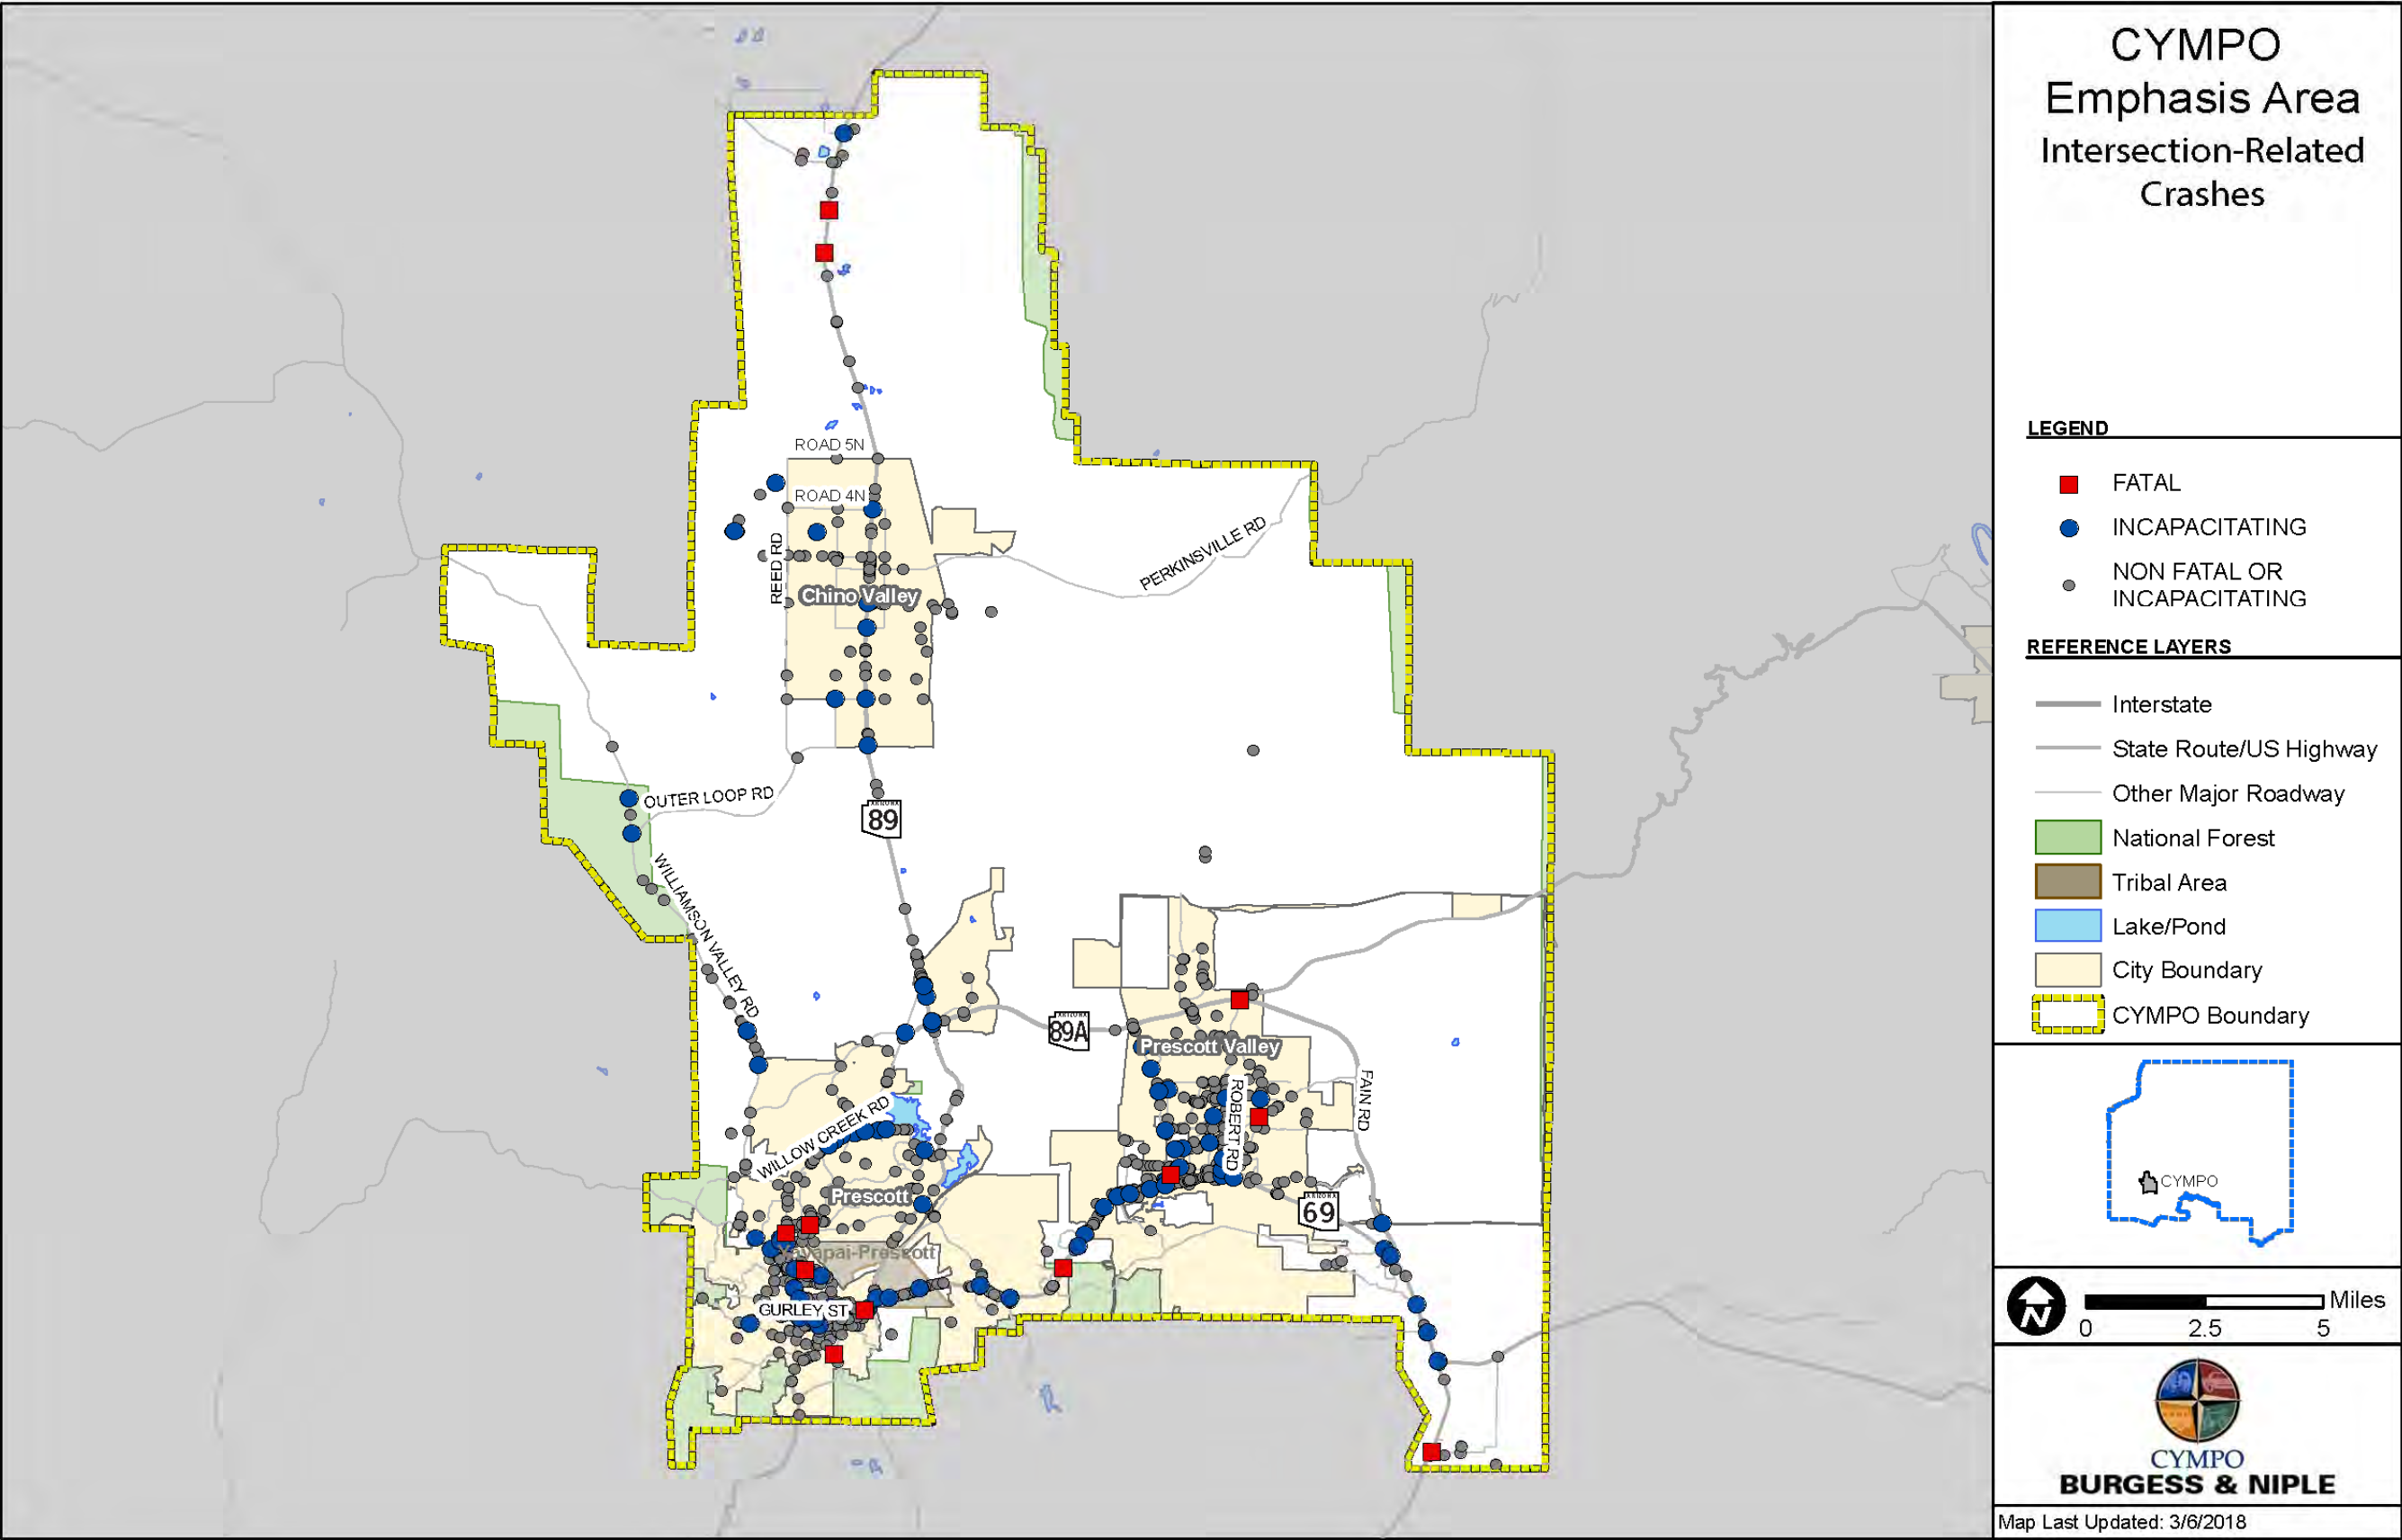 CYMPO
Emphasis Area
Intersection-Related
Crashes
LEGEND
FATAL
INCAPACITATING
NON FATAL OR
INCAPACITATING
REFERENCE LAYERS
Interstate
State Route/US Highway
Other Major Roadway
National Forest
Tribal Area
Lake/Pond
City Boundary
CYMPO Boundary
CYMPO
N
Miles
0 2.5 5
CYMPO
BURGESS & NIPLE
Map Last Updated: 3/6/2018
ROAD 5N
ROAD 4N
REED RD
PERKINSVILLE RD
Chino Valley
OUTER LOOP RD
ARIZONA
89
WILLIAMSON VALLEY RD
ARIZONA
89A
Prescott Valley
FAIN RD
ROBERT RD
WILLOW CREEK RD
Prescott
ARIZONA
69
Yavapai-Prescott
GURLEY ST